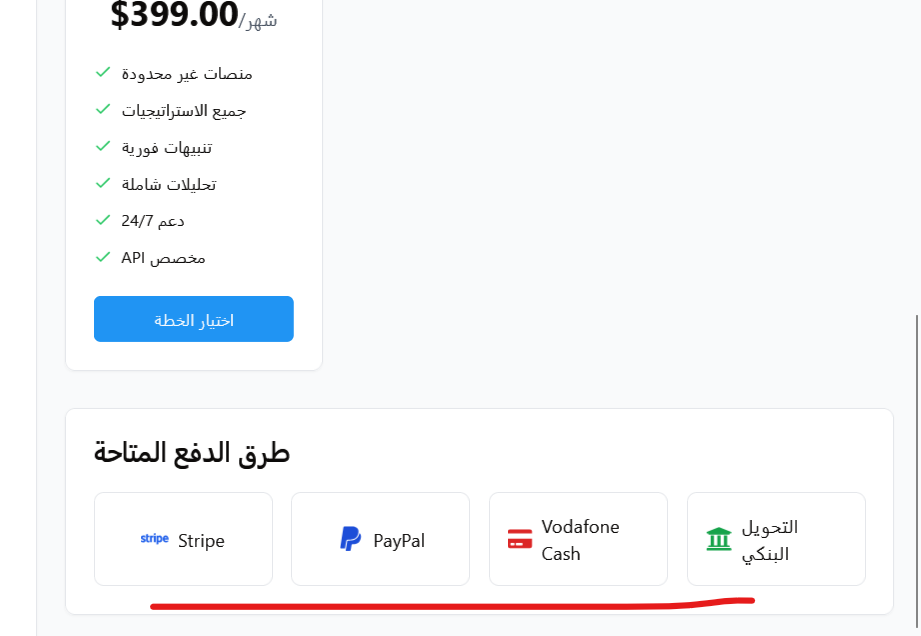 $399.00/شهر
منصات غير محدودة
جميع الاستراتيجيات
تنبيهات فورية
تحليلات شاملة
دعم 24/7
API مخصص
اختيار الخطة
طرق الدفع المتاحة
stripe Stripe
PayPal
Vodafone
Cash
التحويل
البنكي